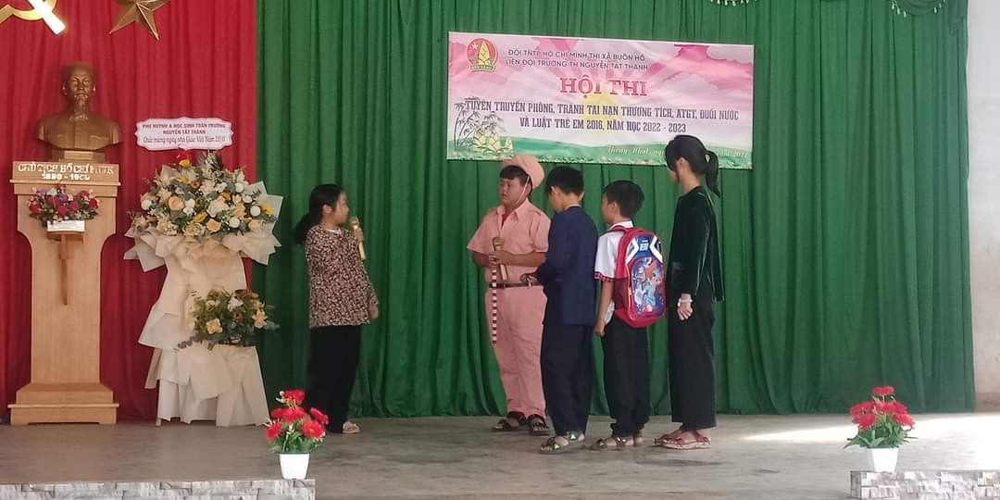 PHỤ HUYNH & HỌC SINH TOÀN TRƯỜNG
NGUYỄN TẤT THÀNH
Chúc mừng ngày nhà Giáo Việt Nam 20/11
CHỦ TỊCH HỒ CHÍ MINH
1890 - 1969
ĐỘI TNTP HỒ CHÍ MINH THỊ XÃ BUÔN HỒ
LIÊN ĐỘI TRƯỜNG TH NGUYỄN TẤT THÀNH
HỘI THI
TUYÊN TRUYỀN PHÒNG, TRÁNH TAI NẠN THƯƠNG TÍCH, ATGT, ĐUỐI NƯỚC
VÀ LUẬT TRẺ EM 2016, NĂM HỌC 2022 - 2023
Thống Nhất,